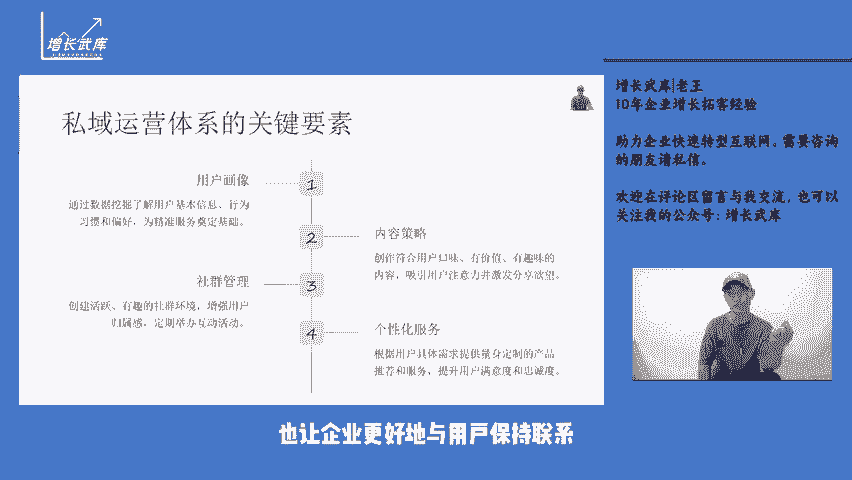 增长武库
私域运营体系的关键要素
用户画像
1
通过数据挖掘了解用户基本信息、行为
习惯和偏好，为精准服务奠定基础。
2
内容策略
创作符合用户口味、有价值、有趣味的
内容，吸引用户注意力并激发分享欲望。
社群管理
3
创建活跃、有趣的社群环境，增强用户
归属感，定期举办互动活动。
4
个性化服务
根据用户具体需求提供量身定制的产品
推荐和服务，提升用户满意度和忠诚度。
增长武库|老王
10年企业增长拓客经验
助力企业快速转型互联网。需要咨询
的朋友请私信。
欢迎在评论区留言与我交流，也可以
关注我的公众号：增长武库
也让企业更好地与用户保持联系